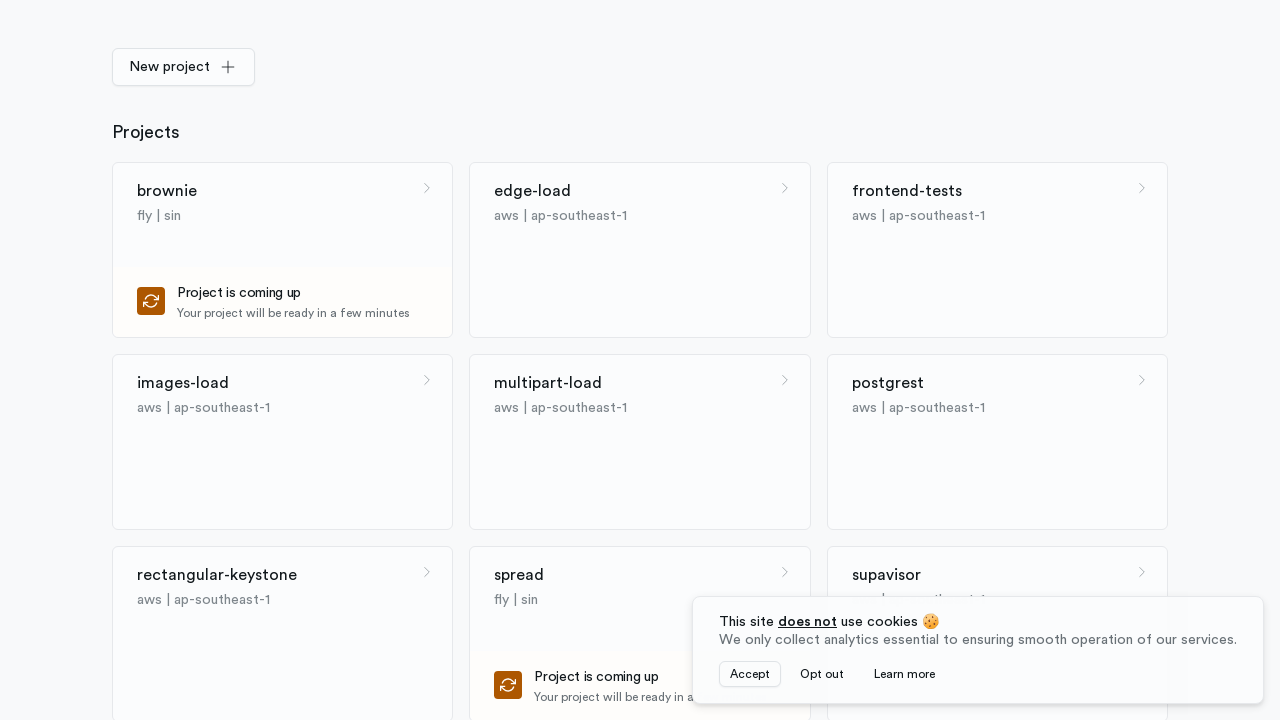 New project
Projects
brownie
fly | sin
Project is coming up
Your project will be ready in a few minutes
edge-load
aws | ap-southeast-1
frontend-tests
aws | ap-southeast-1
images-load
aws | ap-southeast-1
multipart-load
aws | ap-southeast-1
postgrest
aws | ap-southeast-1
rectangular-keystone
aws | ap-southeast-1
spread
fly | sin
Project is coming up
Your project will be ready in a
supavisor
This site does not use cookies 🍪
We only collect analytics essential to ensuring smooth operation of our services.
Accept
Opt out
Learn more